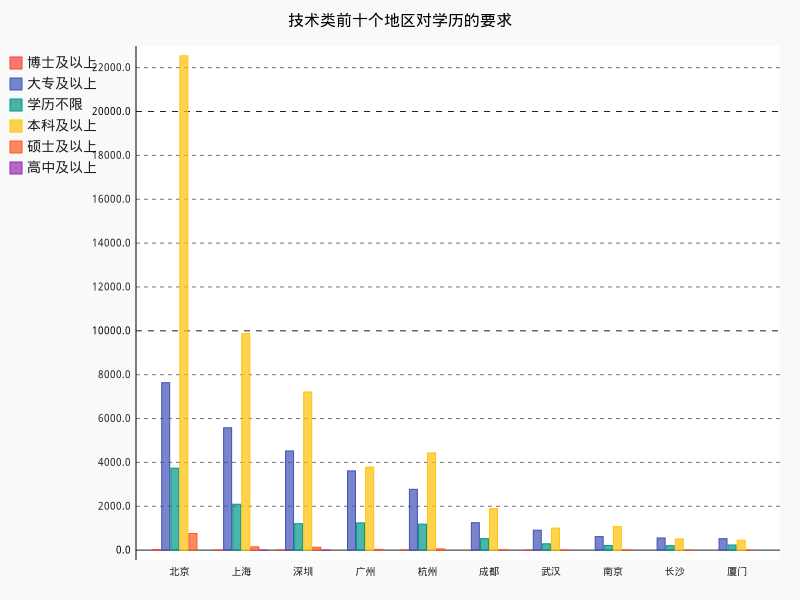 技术类前十个地区对学历的要求
博士及以上
大专及以上
学历不限
本科及以上
硕士及以上
高中及以上
22000.0
20000.0
18000.0
16000.0
14000.0
12000.0
10000.0
8000.0
6000.0
4000.0
2000.0
0.0
北京 上海 深圳 广州 杭州 成都 武汉 南京 长沙 厦门